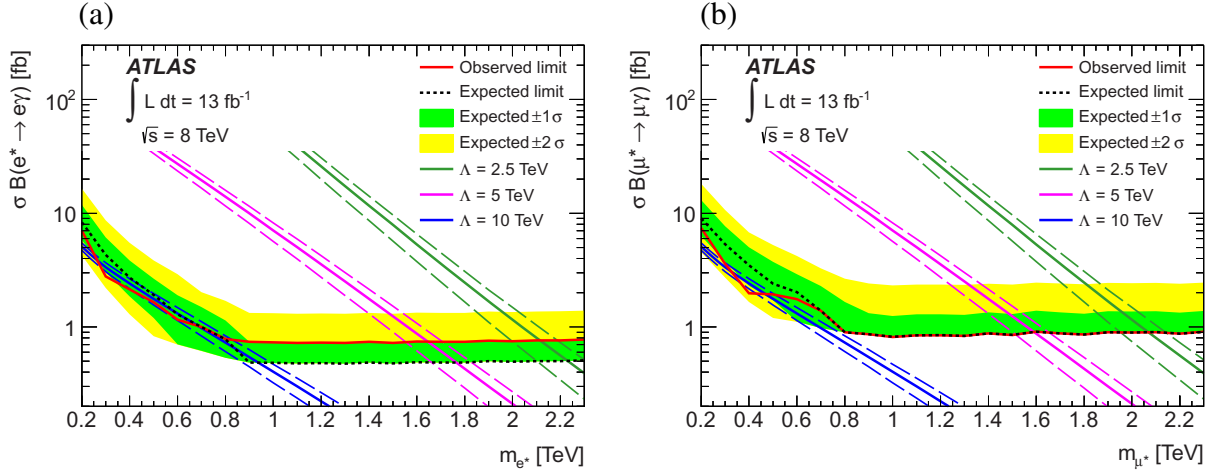 (a)
σ B(e* → eγ) [fb]
10²
10
1
ATLAS
∫ L dt = 13 fb⁻¹
√s = 8 TeV
Observed limit
Expected limit
Expected ±1σ
Expected ±2 σ
Λ = 2.5 TeV
Λ = 5 TeV
Λ = 10 TeV
0.2 0.4 0.6 0.8 1 1.2 1.4 1.6 1.8 2 2.2
m_e* [TeV]
(b)
σ B(μ* → μγ) [fb]
10²
10
1
ATLAS
∫ L dt = 13 fb⁻¹
√s = 8 TeV
Observed limit
Expected limit
Expected ±1σ
Expected ±2 σ
Λ = 2.5 TeV
Λ = 5 TeV
Λ = 10 TeV
0.2 0.4 0.6 0.8 1 1.2 1.4 1.6 1.8 2 2.2
m_μ* [TeV]